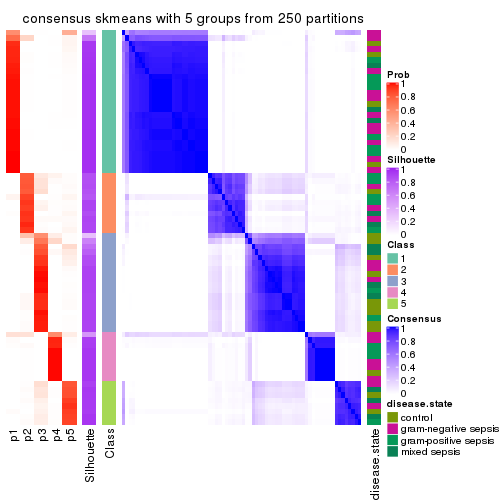 consensus skmeans with 5 groups from 250 partitions
Prob
1
0.8
0.6
0.4
0.2
0
Silhouette
1
0.8
0.6
0.4
0.2
0
Class
1
2
3
4
5
Consensus
1
0.8
0.6
0.4
0.2
0
disease.state
control
gram-negative sepsis
gram-positive sepsis
mixed sepsis
p1
p2
p3
p4
p5
Silhouette
Class
disease.state